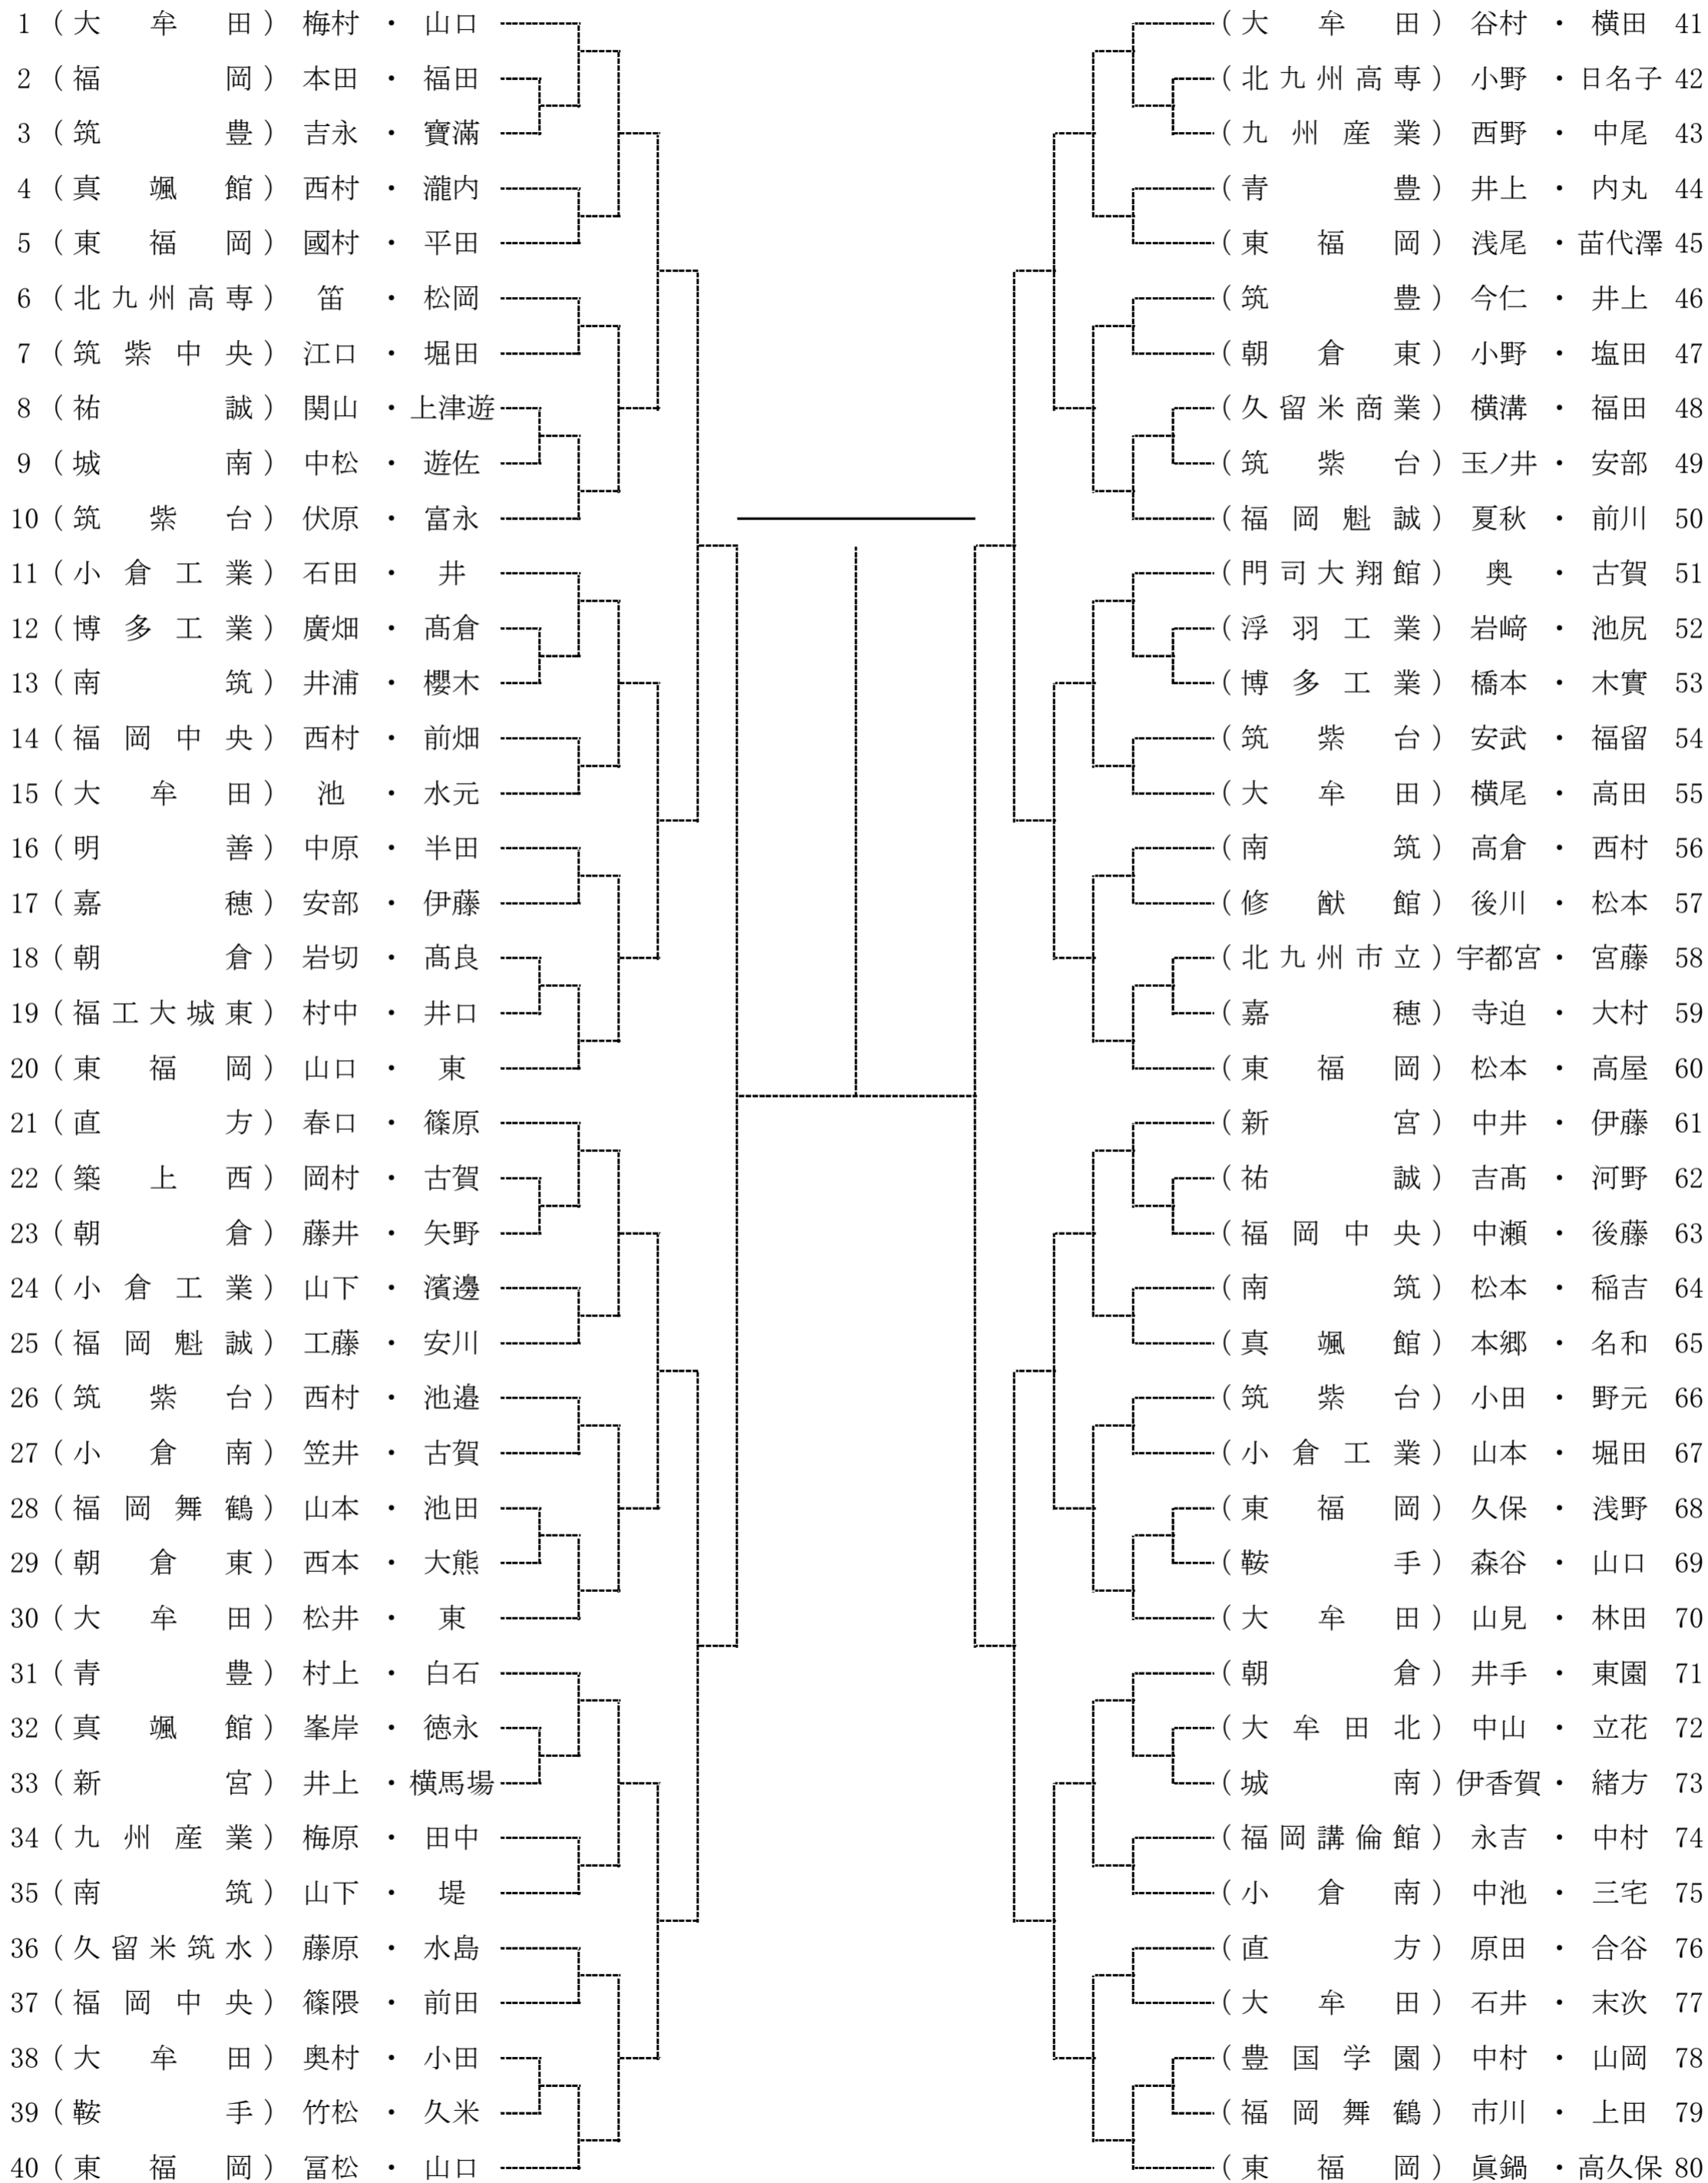 1 (大牟田) 梅村・山口
2 (福岡) 本田・福田
3 (筑豊) 吉永・寶滿
4 (真颯館) 西村・瀧内
5 (東福岡) 國村・平田
6 (北九州高専) 笛・松岡
7 (筑紫中央) 江口・堀田
8 (祐誠) 関山・上津遊
9 (城南) 中松・遊佐
10 (筑紫台) 伏原・富永
11 (小倉工業) 石田・井
12 (博多工業) 廣畑・髙倉
13 (南筑) 井浦・櫻木
14 (福岡中央) 西村・前畑
15 (大牟田) 池・水元
16 (明善) 中原・半田
17 (嘉穂) 安部・伊藤
18 (朝倉) 岩切・髙良
19 (福工大城東) 村中・井口
20 (東福岡) 山口・東
21 (直方) 春口・篠原
22 (築上西) 岡村・古賀
23 (朝倉) 藤井・矢野
24 (小倉工業) 山下・濱邊
25 (福岡魁誠) 工藤・安川
26 (筑紫台) 西村・池邉
27 (小倉南) 笠井・古賀
28 (福岡舞鶴) 山本・池田
29 (朝倉東) 西本・大熊
30 (大牟田) 松井・東
31 (青豊) 村上・白石
32 (真颯館) 峯岸・徳永
33 (新宮) 井上・横馬場
34 (九州産業) 梅原・田中
35 (南筑) 山下・堤
36 (久留米筑水) 藤原・水島
37 (福岡中央) 篠隈・前田
38 (大牟田) 奥村・小田
39 (鞍手) 竹松・久米
40 (東福岡) 冨松・山口
(大牟田) 谷村・横田 41
(北九州高専) 小野・日名子 42
(九州産業) 西野・中尾 43
(青豊) 井上・内丸 44
(東福岡) 浅尾・苗代澤 45
(筑豊) 今仁・井上 46
(朝倉東) 小野・塩田 47
(久留米商業) 横溝・福田 48
(筑紫台) 玉ノ井・安部 49
(福岡魁誠) 夏秋・前川 50
(門司大翔館) 奥・古賀 51
(浮羽工業) 岩﨑・池尻 52
(博多工業) 橋本・木實 53
(筑紫台) 安武・福留 54
(大牟田) 横尾・高田 55
(南筑) 高倉・西村 56
(修猷館) 後川・松本 57
(北九州市立) 宇都宮・宮藤 58
(嘉穂) 寺迫・大村 59
(東福岡) 松本・高屋 60
(新宮) 中井・伊藤 61
(祐誠) 吉髙・河野 62
(福岡中央) 中瀬・後藤 63
(南筑) 松本・稲吉 64
(真颯館) 本郷・名和 65
(筑紫台) 小田・野元 66
(小倉工業) 山本・堀田 67
(東福岡) 久保・浅野 68
(鞍手) 森谷・山口 69
(大牟田) 山見・林田 70
(朝倉) 井手・東園 71
(大牟田北) 中山・立花 72
(城南) 伊香賀・緒方 73
(福岡講倫館) 永吉・中村 74
(小倉南) 中池・三宅 75
(直方) 原田・合谷 76
(大牟田) 石井・末次 77
(豊国学園) 中村・山岡 78
(福岡舞鶴) 市川・上田 79
(東福岡) 眞鍋・高久保 80